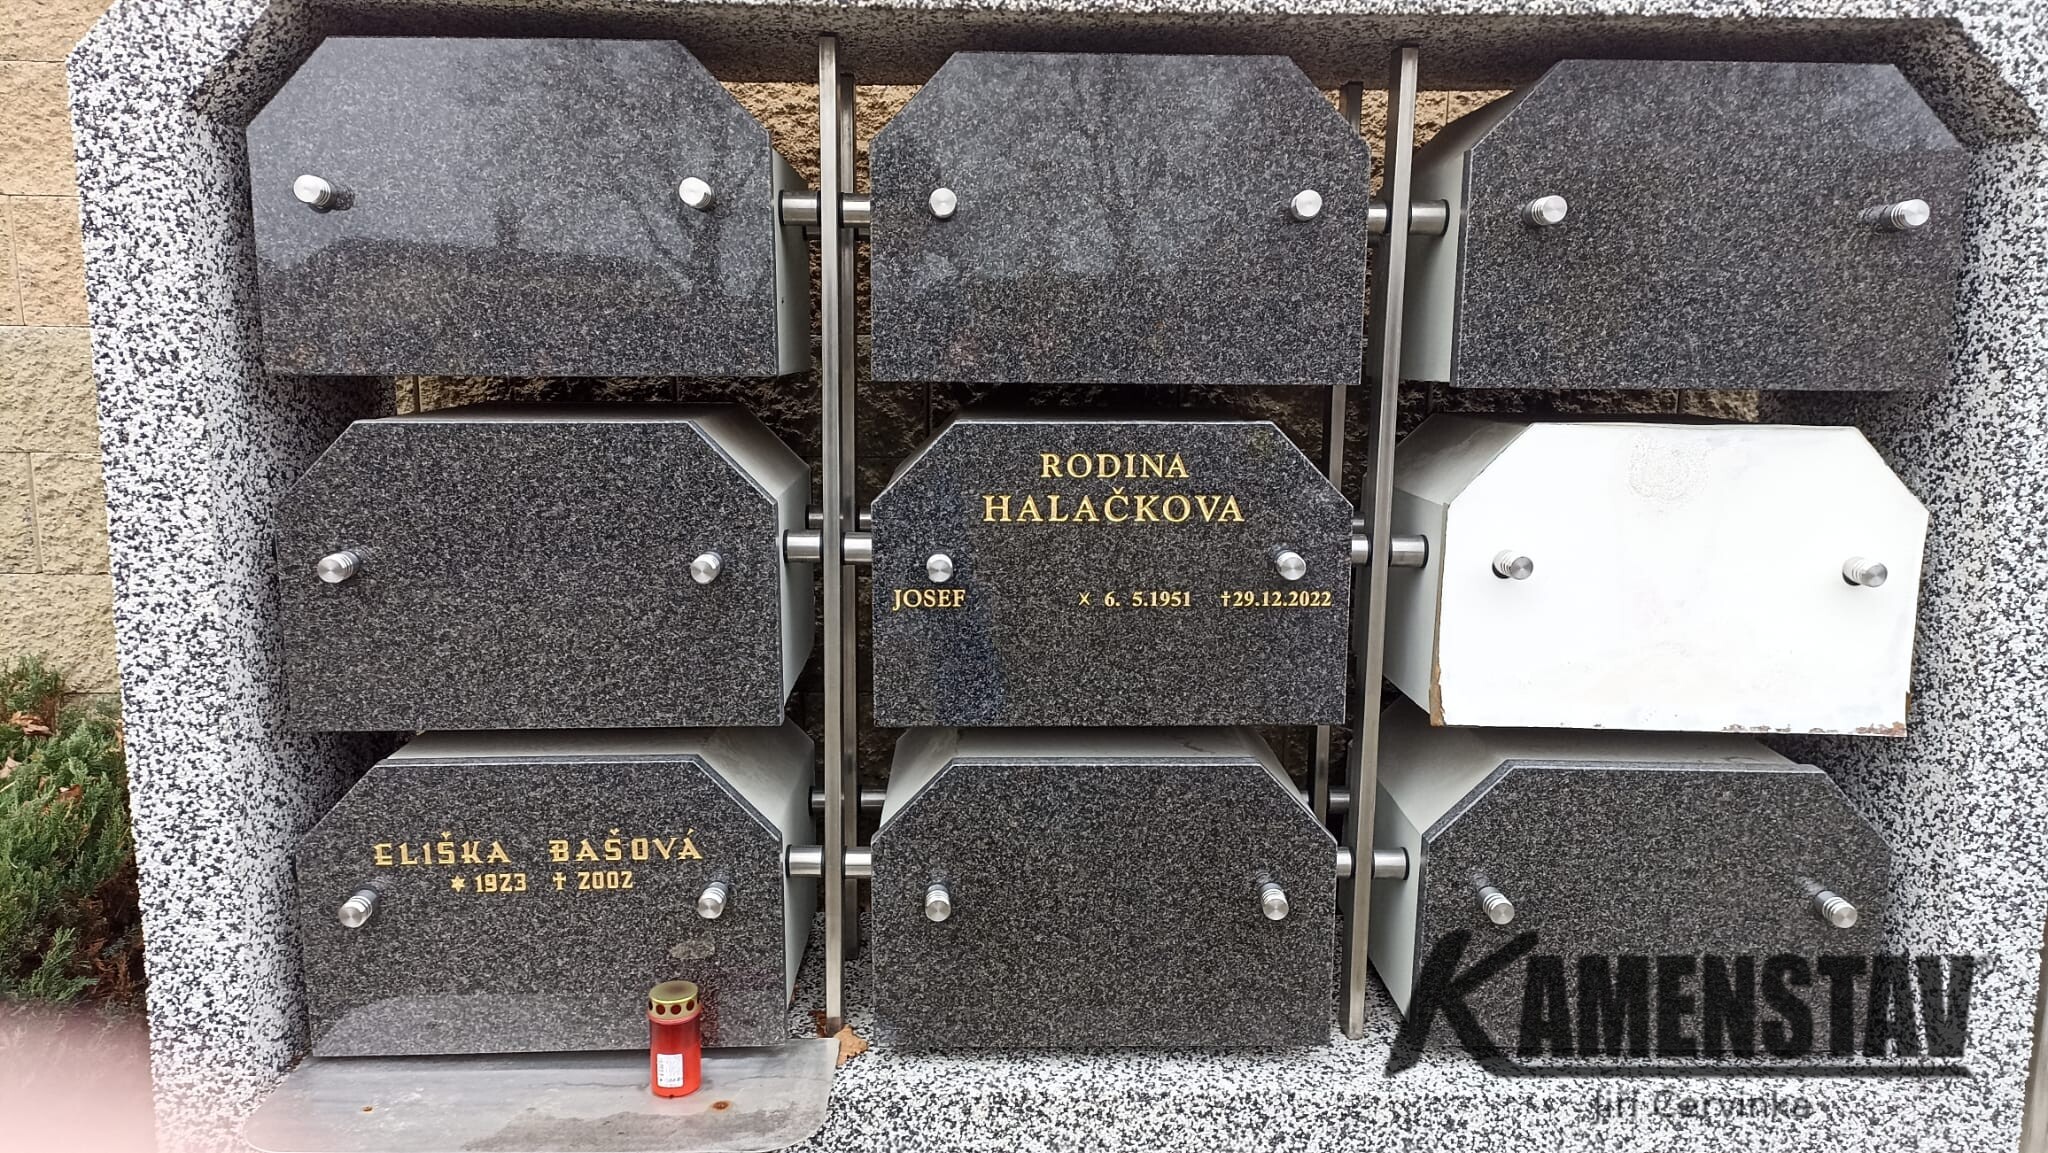 RODINA
HALAČKOVA
JOSEF × 6. 5.1951 †29.12.2022
ELIŠKA BAŠOVÁ
* 1923 † 2002
KAMENSTAV
Jiří Červinka